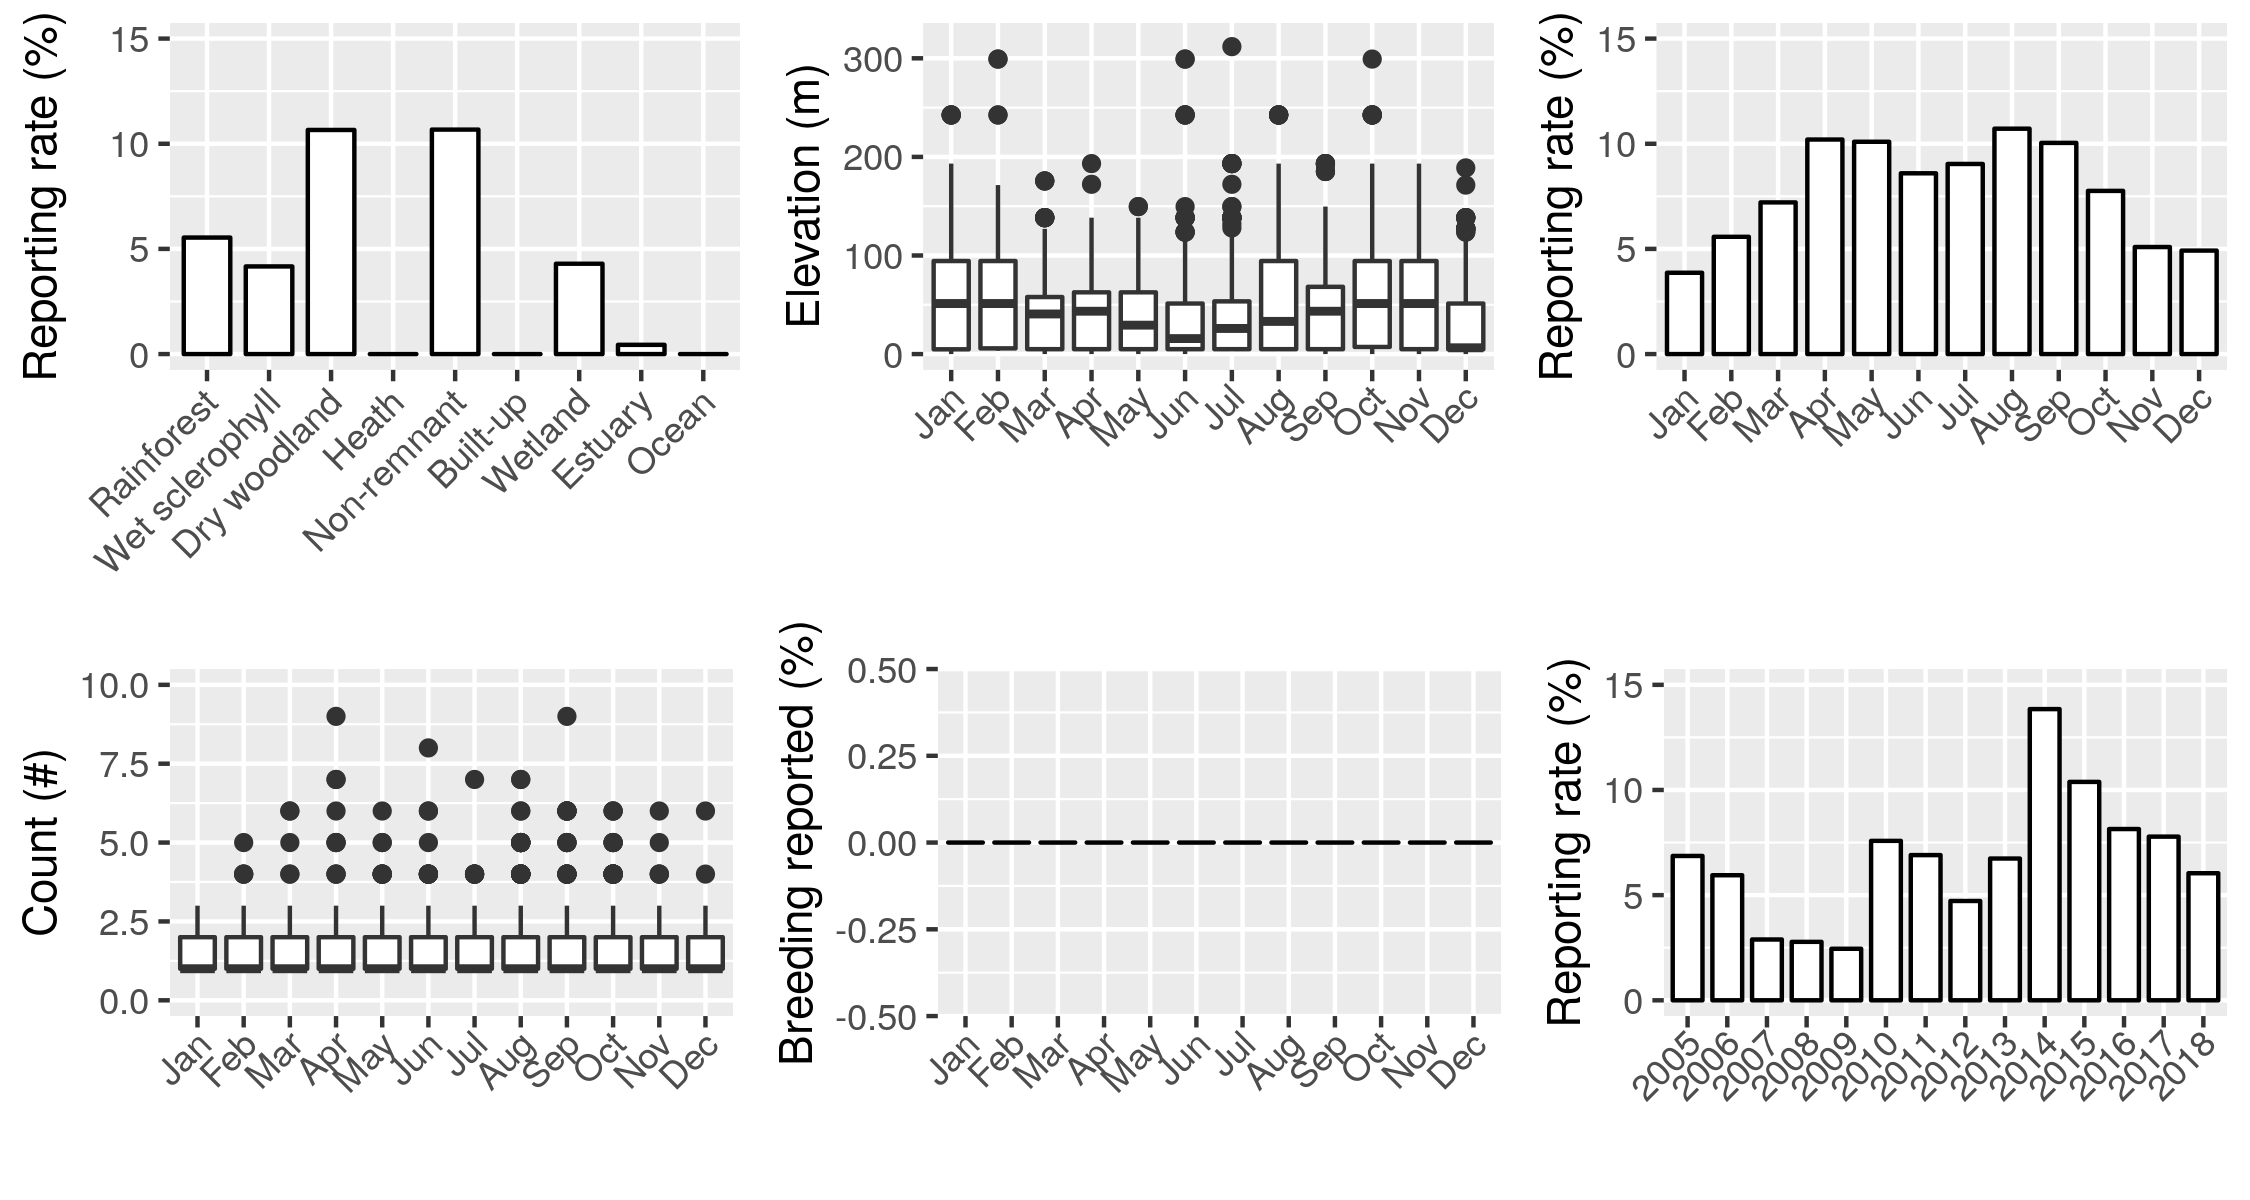 Reporting rate (%)
15
10
5
0
Rainforest
Wet sclerophyll
Dry woodland
Heath
Non-remnant
Built-up
Wetland
Estuary
Ocean
Elevation (m)
300
200
100
0
Jan
Feb
Mar
Apr
May
Jun
Jul
Aug
Sep
Oct
Nov
Dec
Reporting rate (%)
15
10
5
0
Jan
Feb
Mar
Apr
May
Jun
Jul
Aug
Sep
Oct
Nov
Dec
Count (#)
10.0
7.5
5.0
2.5
0.0
Jan
Feb
Mar
Apr
May
Jun
Jul
Aug
Sep
Oct
Nov
Dec
Breeding reported (%)
0.50
0.25
0.00
-0.25
-0.50
Jan
Feb
Mar
Apr
May
Jun
Jul
Aug
Sep
Oct
Nov
Dec
Reporting rate (%)
15
10
5
0
2005
2006
2007
2008
2009
2010
2011
2012
2013
2014
2015
2016
2017
2018